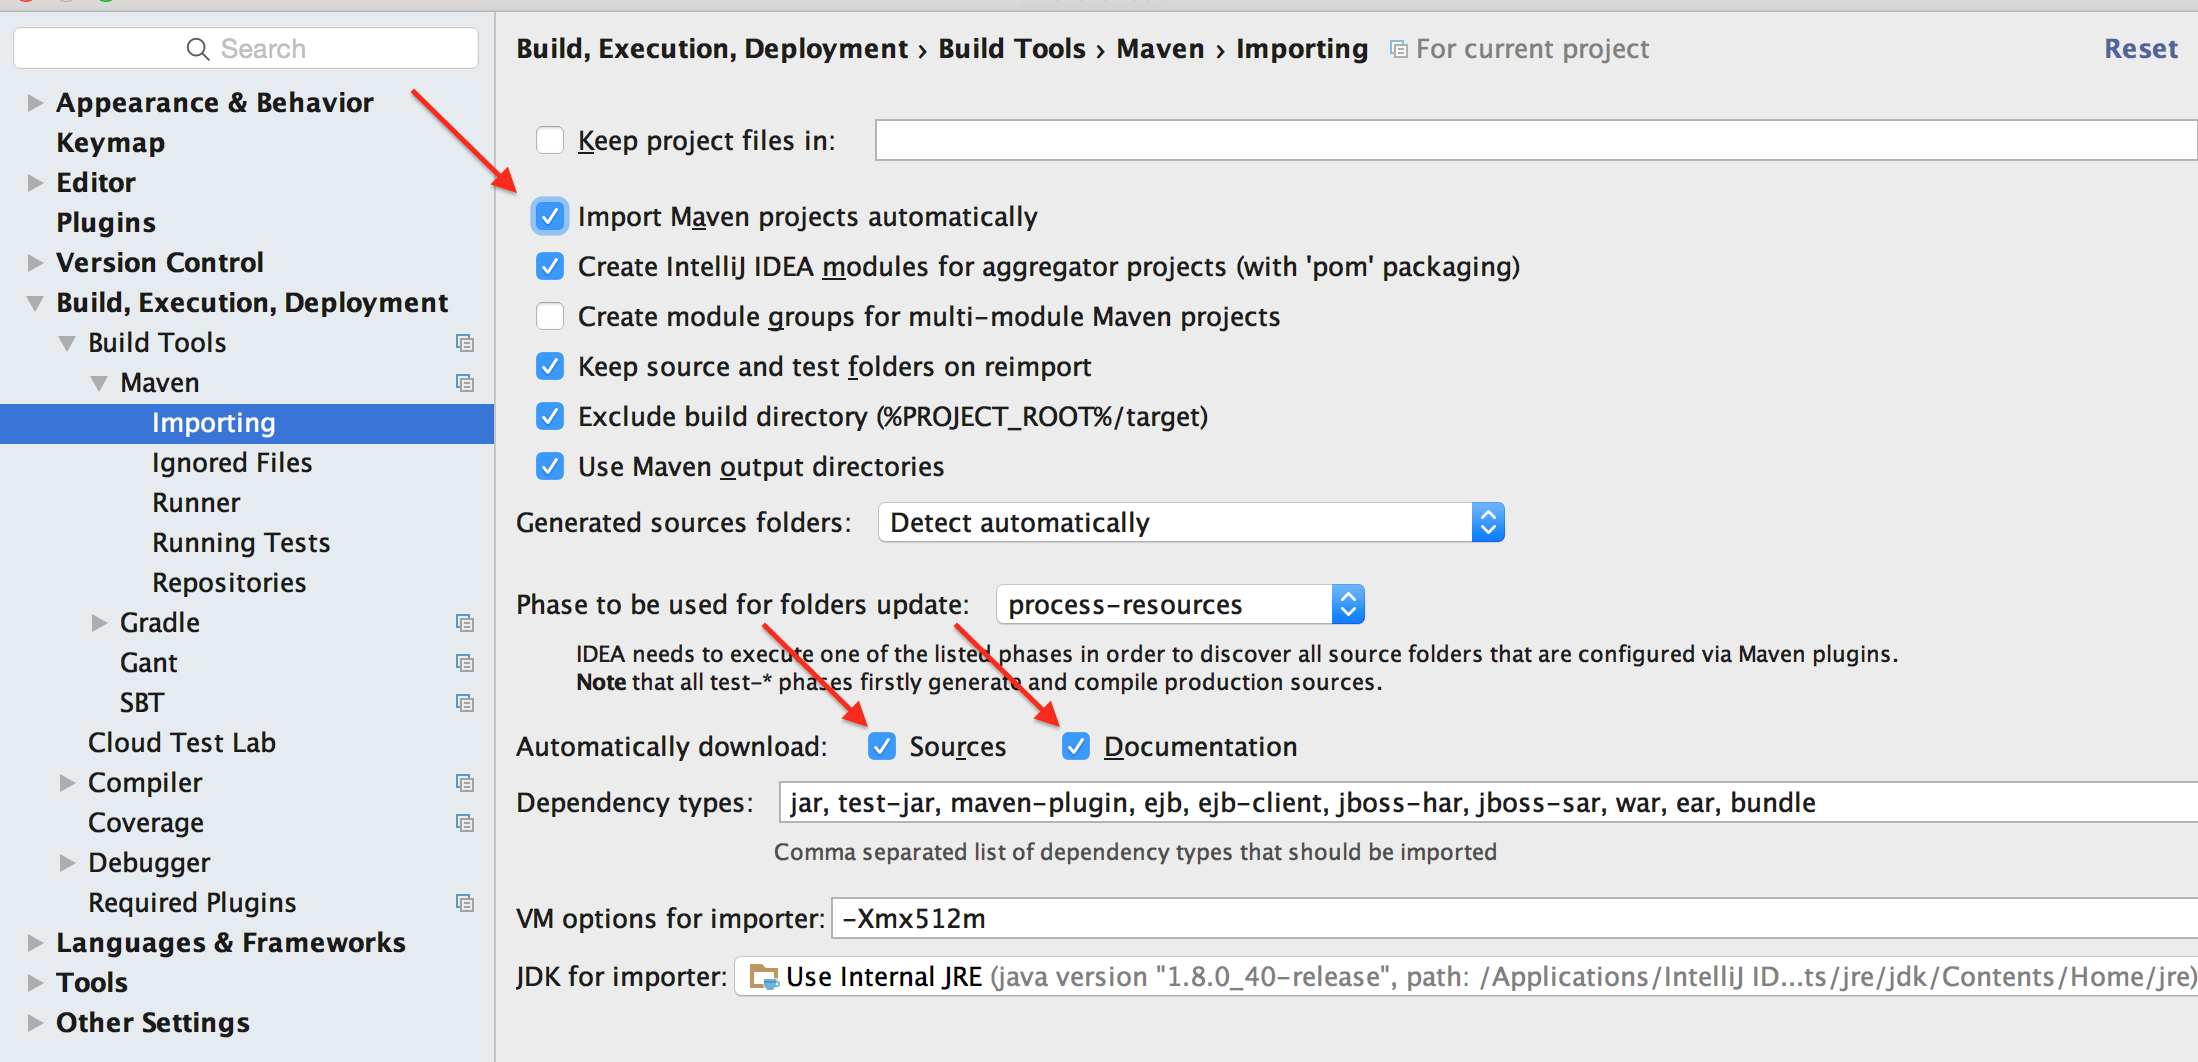 Search
Appearance & Behavior
Keymap
Editor
Plugins
Version Control
Build, Execution, Deployment
Build Tools
Maven
Importing
Ignored Files
Runner
Running Tests
Repositories
Gradle
Gant
SBT
Cloud Test Lab
Compiler
Coverage
Debugger
Required Plugins
Languages & Frameworks
Tools
Other Settings
Build, Execution, Deployment › Build Tools › Maven › Importing For current project Reset
Keep project files in:
Import Maven projects automatically
Create IntelliJ IDEA modules for aggregator projects (with 'pom' packaging)
Create module groups for multi-module Maven projects
Keep source and test folders on reimport
Exclude build directory (%PROJECT_ROOT%/target)
Use Maven output directories
Generated sources folders: Detect automatically
Phase to be used for folders update: process-resources
IDEA needs to execute one of the listed phases in order to discover all source folders that are configured via Maven plugins.
Note that all test-* phases firstly generate and compile production sources.
Automatically download: Sources Documentation
Dependency types: jar, test-jar, maven-plugin, ejb, ejb-client, jboss-har, jboss-sar, war, ear, bundle
Comma separated list of dependency types that should be imported
VM options for importer: -Xmx512m
JDK for importer: Use Internal JRE (java version "1.8.0_40-release", path: /Applications/IntelliJ ID...ts/jre/jdk/Contents/Home/jre)